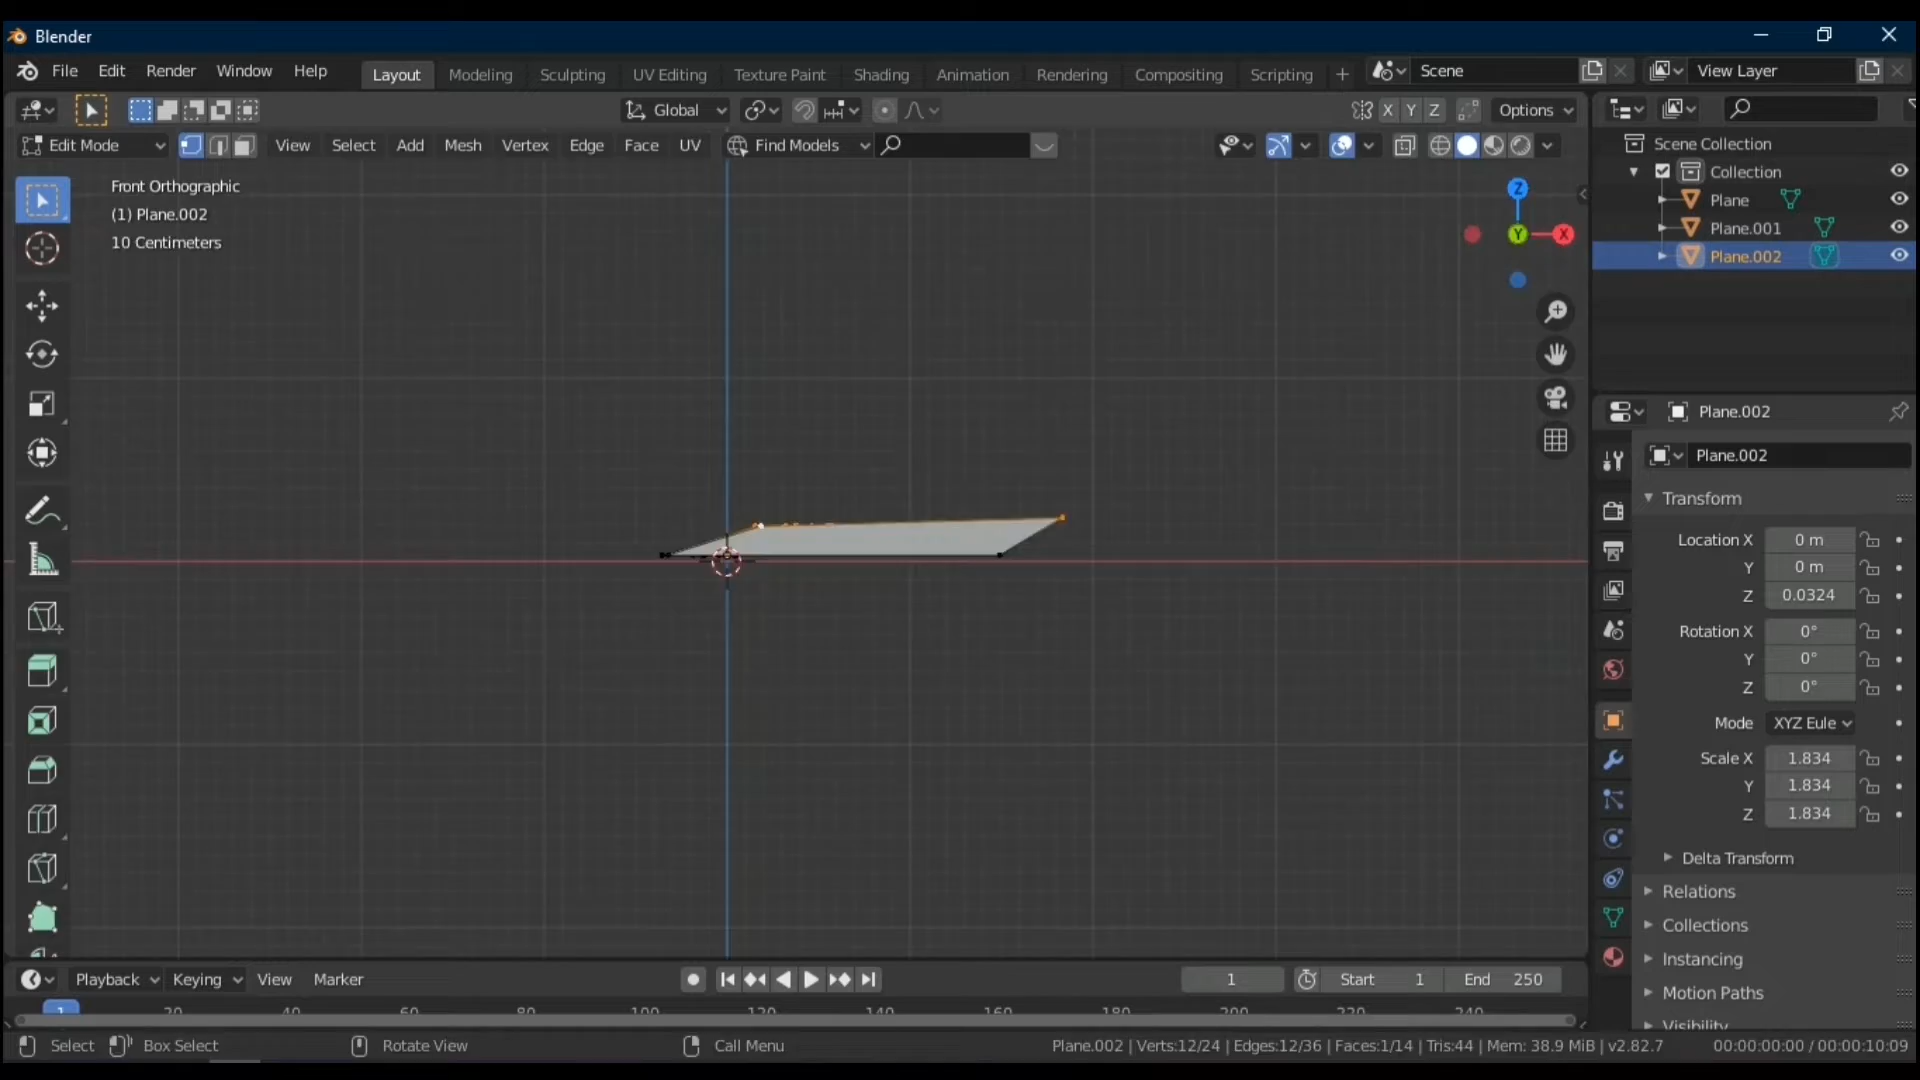 Blender
File Edit Render Window Help
Layout Modeling Sculpting UV Editing Texture Paint Shading Animation Rendering Compositing Scripting +
Scene
View Layer
Global
X Y Z
Options
Edit Mode
View Select Add Mesh Vertex Edge Face UV
Find Models
Front Orthographic
(1) Plane.002
10 Centimeters
Z
Y
X
Scene Collection
Collection
Plane
Plane.001
Plane.002
Plane.002
Plane.002
Transform
Location X 0 m
Y 0 m
Z 0.0324
Rotation X 0°
Y 0°
Z 0°
Mode XYZ Eule
Scale X 1.834
Y 1.834
Z 1.834
Delta Transform
Relations
Collections
Instancing
Motion Paths
Visibility
Playback Keying View Marker
1
Start 1
End 250
1 20 40 60 80 100 120 140 160 180 200 220 240
Select Box Select Rotate View Call Menu
Plane.002 | Verts:12/24 | Edges:12/36 | Faces:1/14 | Tris:44 | Mem: 38.9 MiB | v2.82.7
00:00:00:00 / 00:00:10:09